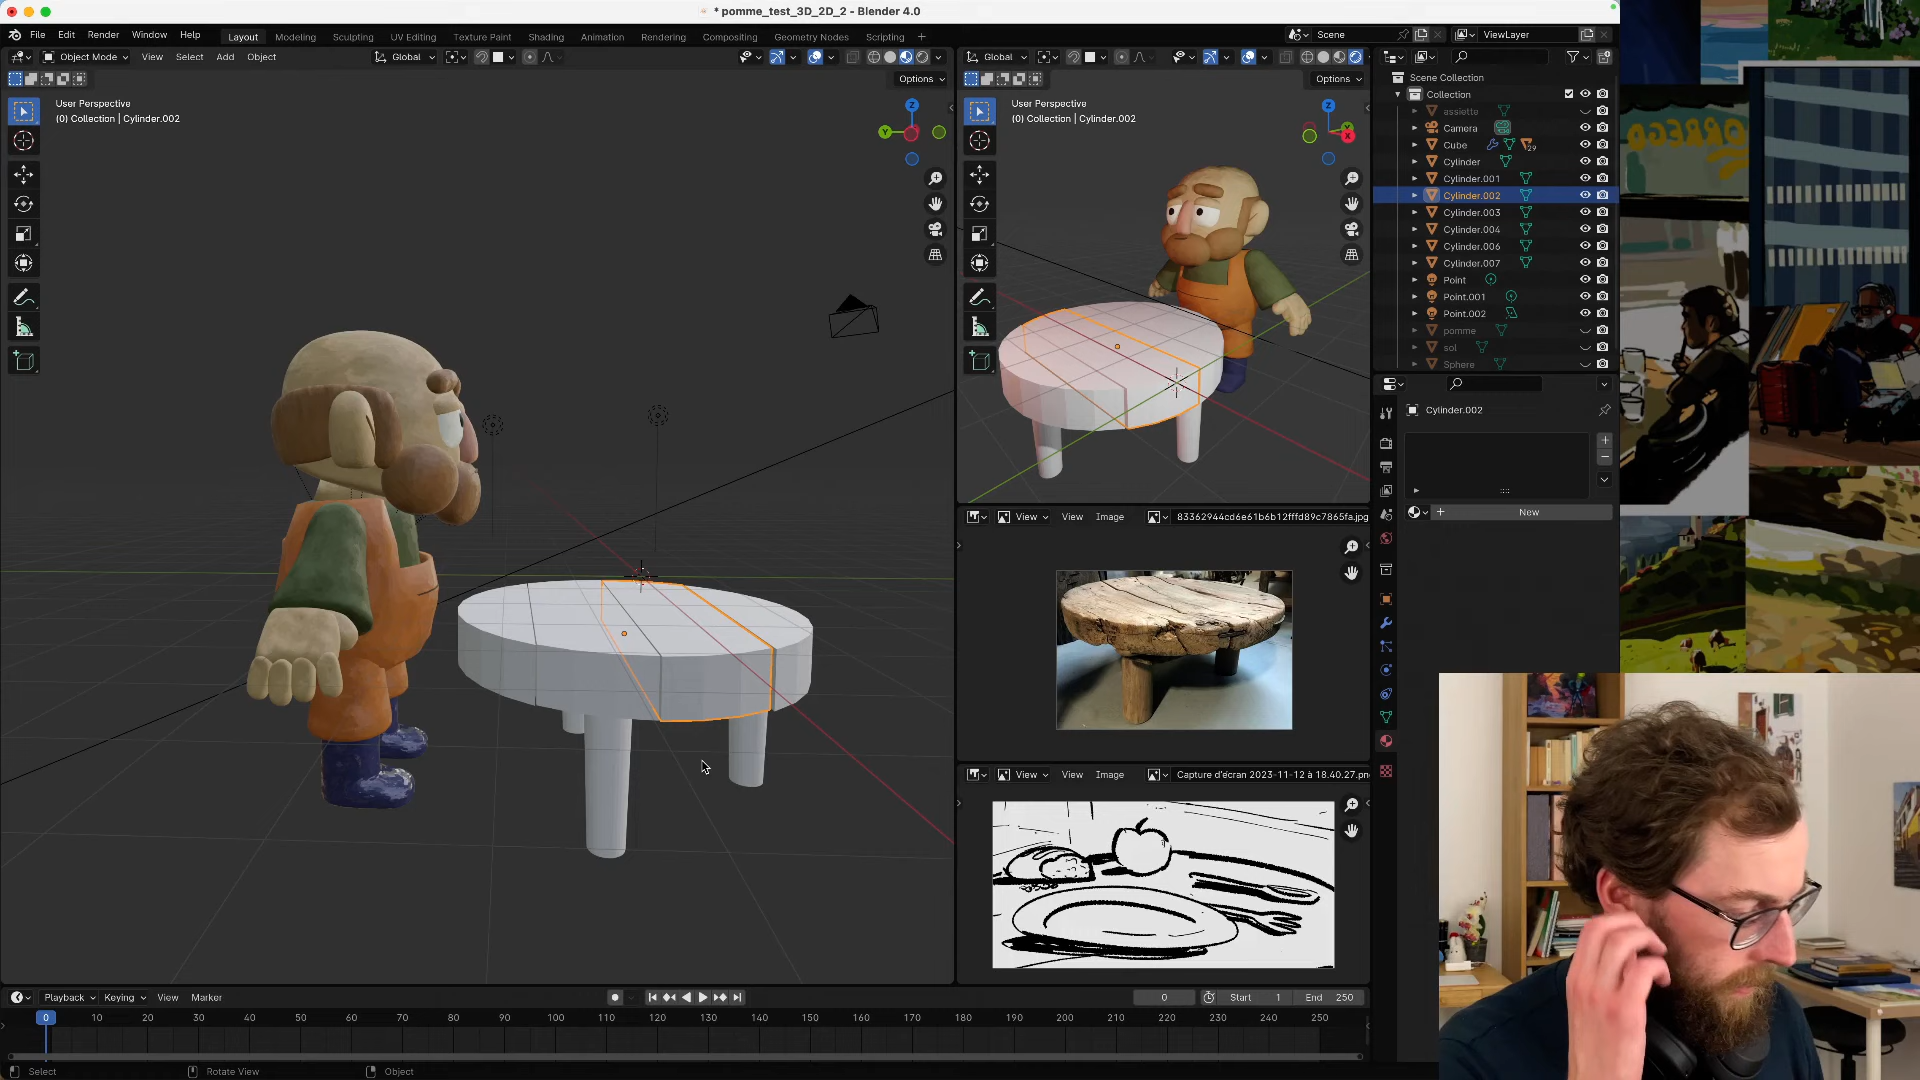 * pomme_test_3D_2D_2 - Blender 4.0
File Edit Render Window Help
Layout Modeling Sculpting UV Editing Texture Paint Shading Animation Rendering Compositing Geometry Nodes Scripting
Scene
ViewLayer
Object Mode View Select Add Object
Global
Global
Options
Options
User Perspective
(0) Collection | Cylinder.002
Z
Y
User Perspective
(0) Collection | Cylinder.002
Z
Y
X
Scene Collection
Collection
assiette
Camera
Cube
29
Cylinder
Cylinder.001
Cylinder.002
Cylinder.003
Cylinder.004
Cylinder.006
Cylinder.007
Point
Point.001
Point.002
pomme
sol
Sphere
Cylinder.002
New
View View Image 83362944cd6e61b6b12fffd89c7865fa.jpg
View View Image Capture d'écran 2023-11-12 à 18.40.27.pn
Playback Keying View Marker
0 Start 1 End 250
0 10 20 30 40 50 60 70 80 90 100 110 120 130 140 150 160 170 180 190 200 210 220 230 240 250
Select Rotate View Object